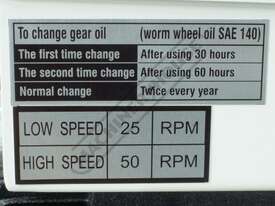 To change gear oil (worm wheel oil SAE 140)
The first time change After using 30 hours
The second time change After using 60 hours
Normal change Twice every year
LOW SPEED 25 RPM
HIGH SPEED 50 RPM